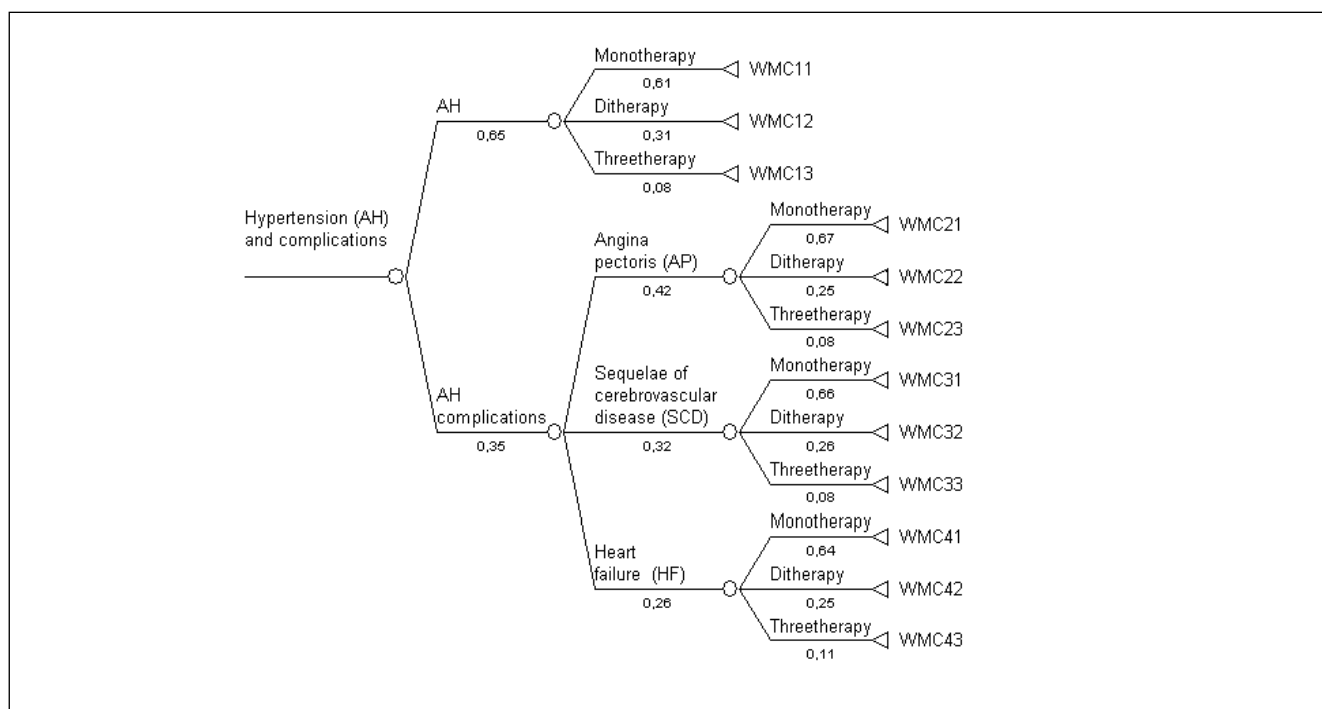 Monotherapy
0,61
WMC11
AH
0,65
Ditherapy
0,31
WMC12
Threetherapy
0,08
WMC13
Hypertension (AH)
and complications
Angina
pectoris (AP)
0,42
Monotherapy
0,67
WMC21
Ditherapy
0,25
WMC22
Threetherapy
0,08
WMC23
AH
complications
0,35
Sequelae of
cerebrovascular
disease (SCD)
0,32
Monotherapy
0,66
WMC31
Ditherapy
0,26
WMC32
Threetherapy
0,08
WMC33
Heart
failure (HF)
0,26
Monotherapy
0,64
WMC41
Ditherapy
0,25
WMC42
Threetherapy
0,11
WMC43